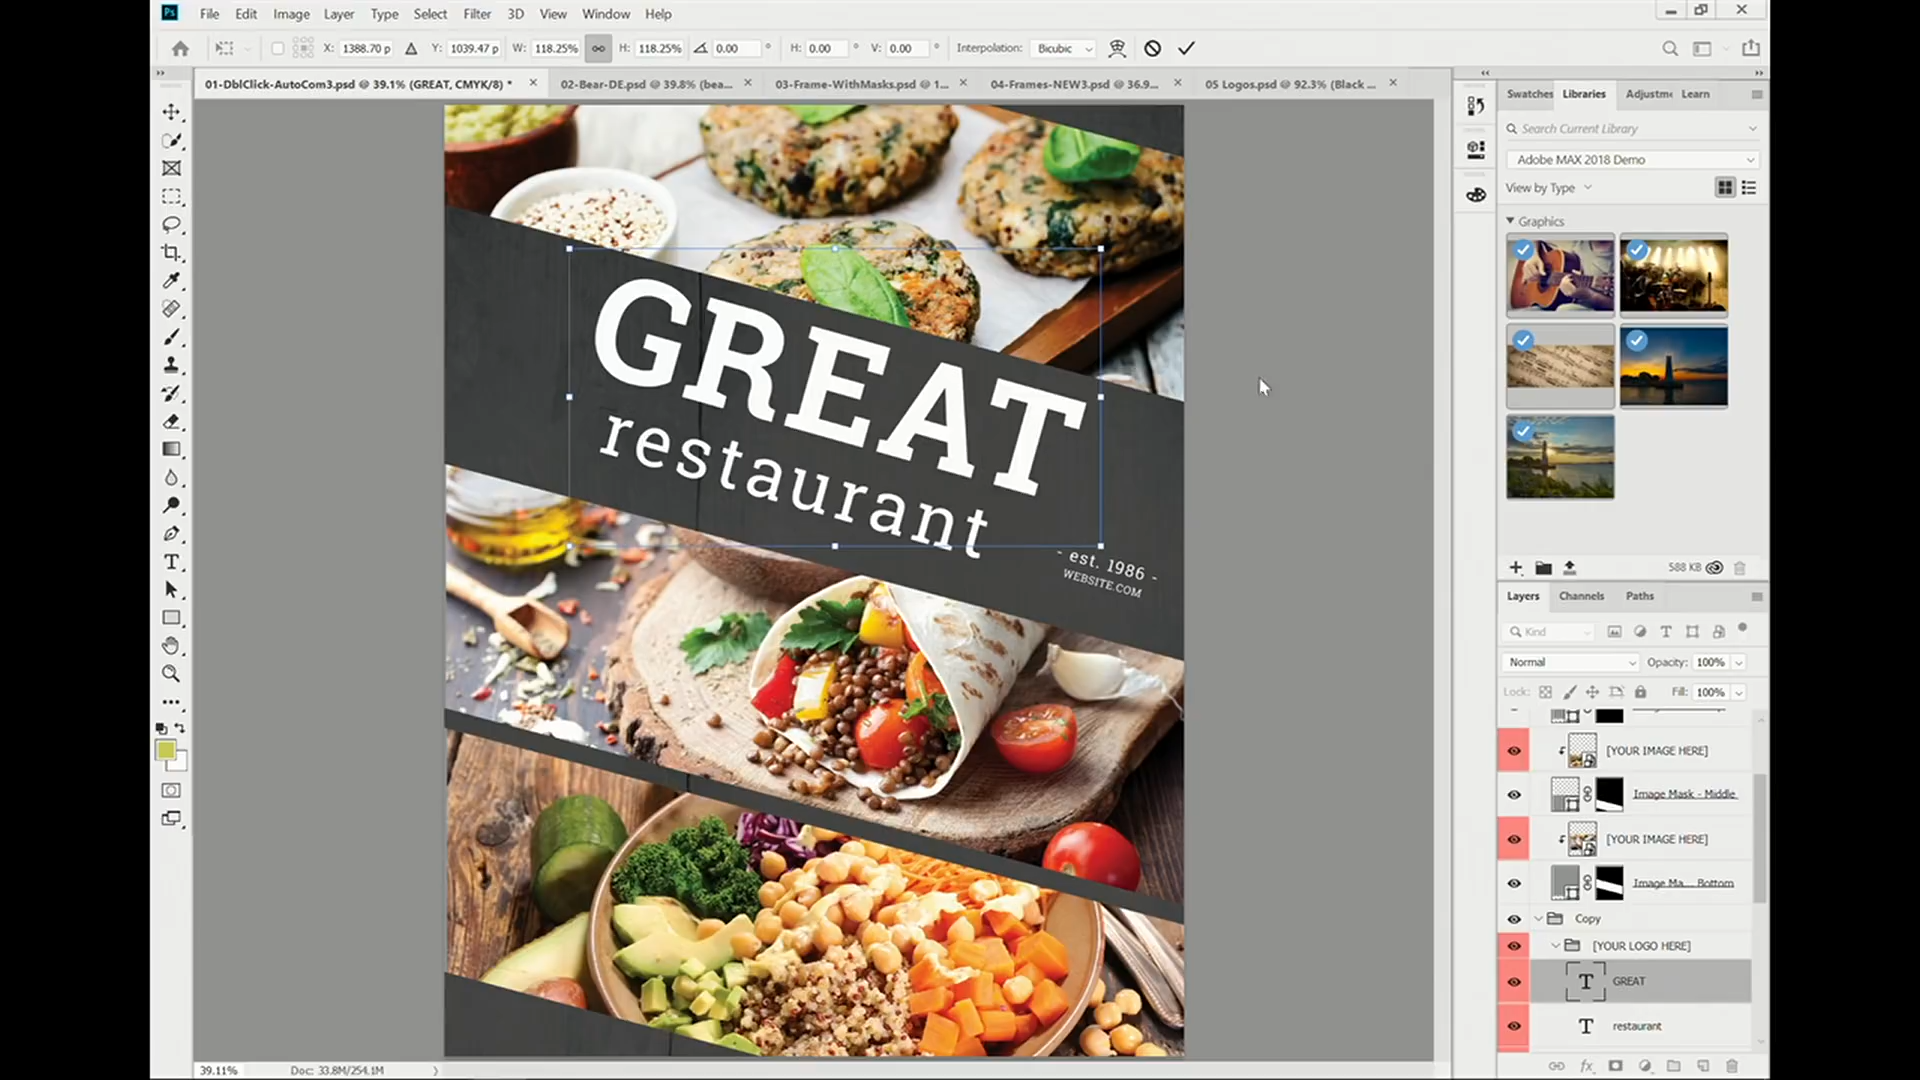 Ps File Edit Image Layer Type Select Filter 3D View Window Help
X: 1388.70 p Y: 1039.47 p W: 118.25% H: 118.25% 0.00 ° H: 0.00 ° V: 0.00 ° Interpolation: Bicubic
01-DblClick-AutoCom3.psd @ 39.1% (GREAT, CMYK/8) * 02-Bear-DE.psd @ 39.8% (bea... 03-Frame-WithMasks.psd @ 1... 04-Frames-NEW3.psd @ 36.9... 05 Logos.psd @ 92.3% (Black ...
Swatches Libraries Adjustme Learn
Search Current Library
Adobe MAX 2018 Demo
View by Type
Graphics
GREAT
restaurant
- est. 1986 -
WEBSITE.COM
588 KB
Layers Channels Paths
Kind
Normal Opacity: 100%
Lock: Fill: 100%
[YOUR IMAGE HERE]
Image Mask - Middle
[YOUR IMAGE HERE]
Image Ma... Bottom
Copy
[YOUR LOGO HERE]
T GREAT
T restaurant
39.11% Doc: 33.8M/254.1M